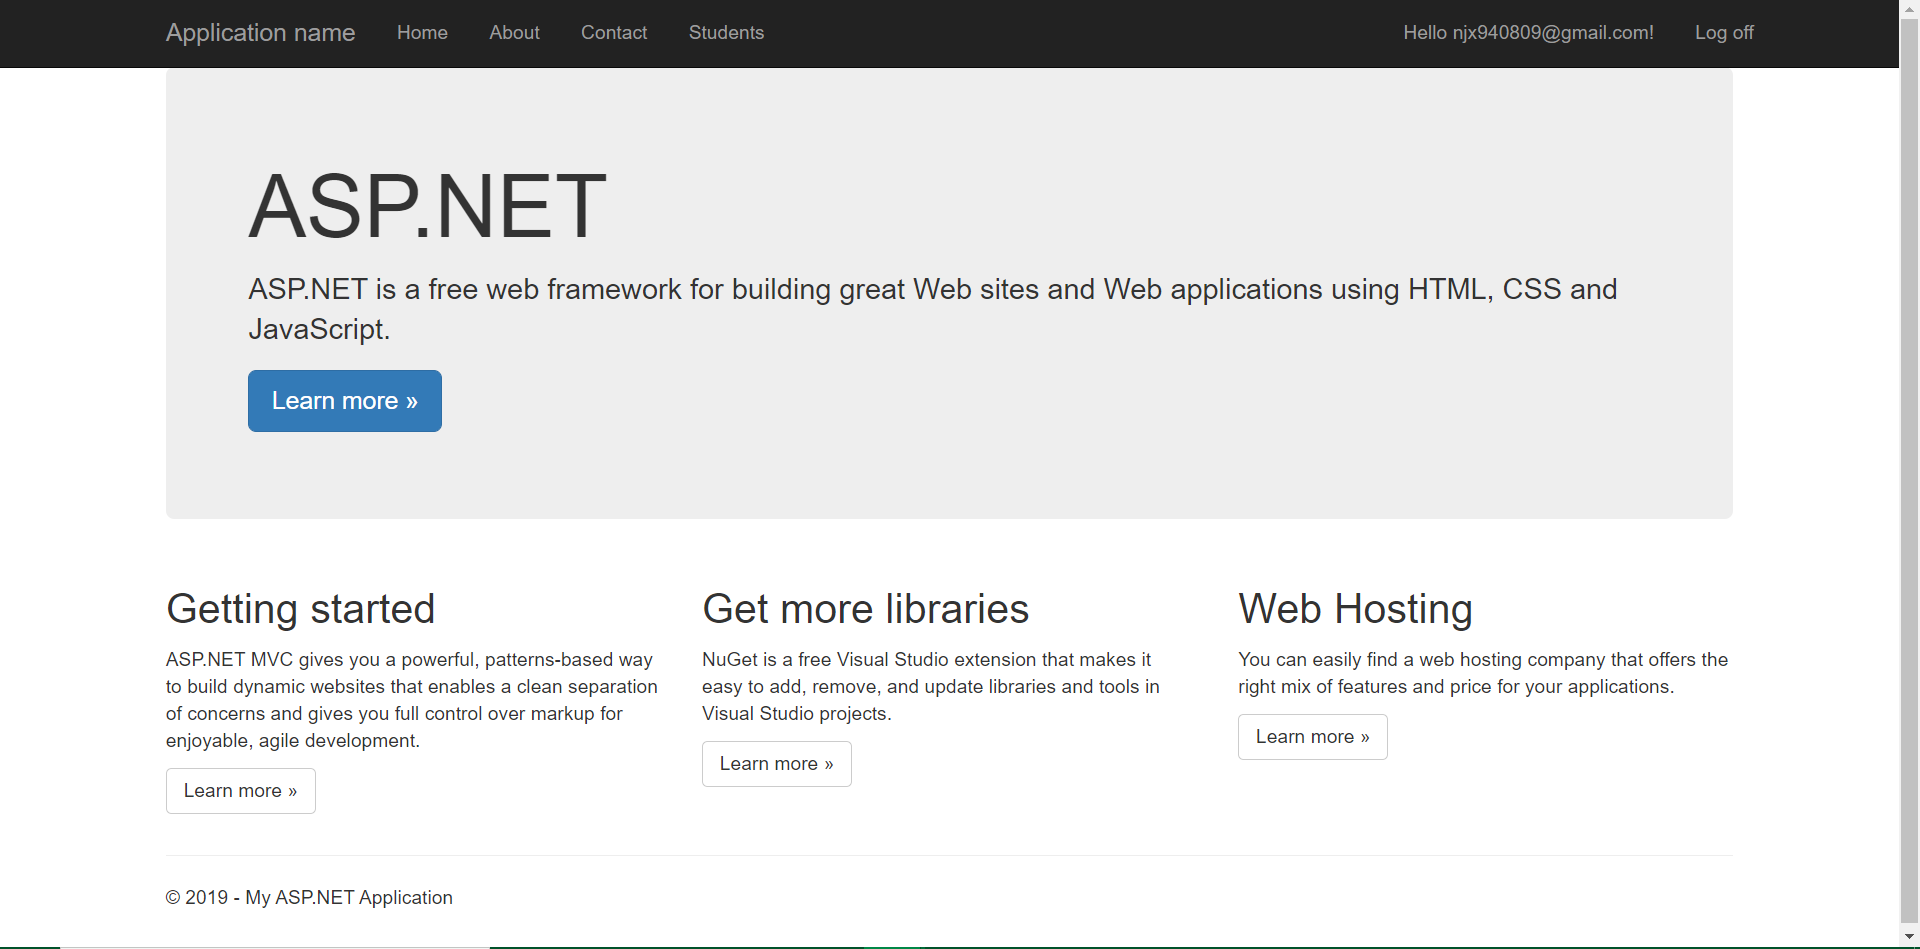 Application name Home About Contact Students Hello njx940809@gmail.com! Log off
ASP.NET
ASP.NET is a free web framework for building great Web sites and Web applications using HTML, CSS and
JavaScript.
Learn more »
Getting started
ASP.NET MVC gives you a powerful, patterns-based way
to build dynamic websites that enables a clean separation
of concerns and gives you full control over markup for
enjoyable, agile development.
Learn more »
Get more libraries
NuGet is a free Visual Studio extension that makes it
easy to add, remove, and update libraries and tools in
Visual Studio projects.
Learn more »
Web Hosting
You can easily find a web hosting company that offers the
right mix of features and price for your applications.
Learn more »
© 2019 - My ASP.NET Application